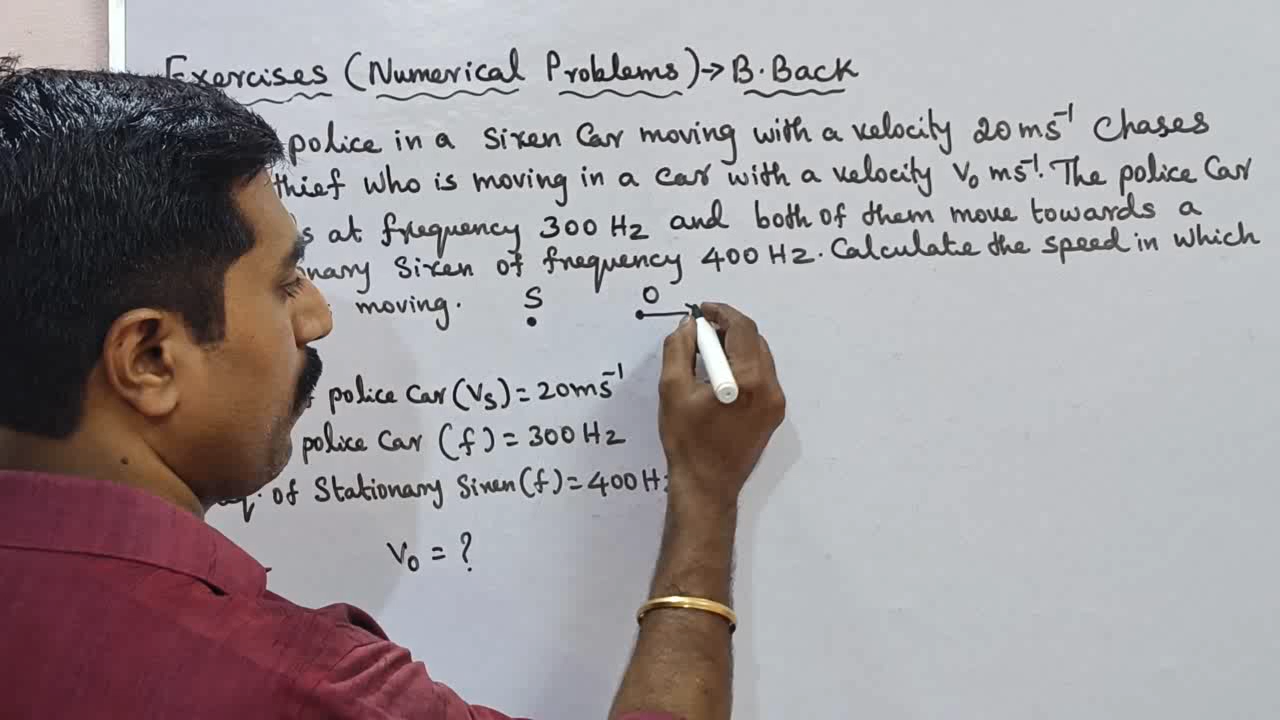 Exercises (Numerical Problems) → B.Back
police in a Siren Car moving with a velocity 20 ms⁻¹ Chases
thief who is moving in a car with a velocity V₀ ms⁻¹. The police Car
s at frequency 300 Hz and both of them move towards a
nary Siren of frequency 400 Hz. Calculate the speed in which
moving.
S O
police Car (Vs) = 20 ms⁻¹
police Car (f) = 300 Hz
of Stationary Siren (f) = 400 Hz
V₀ = ?